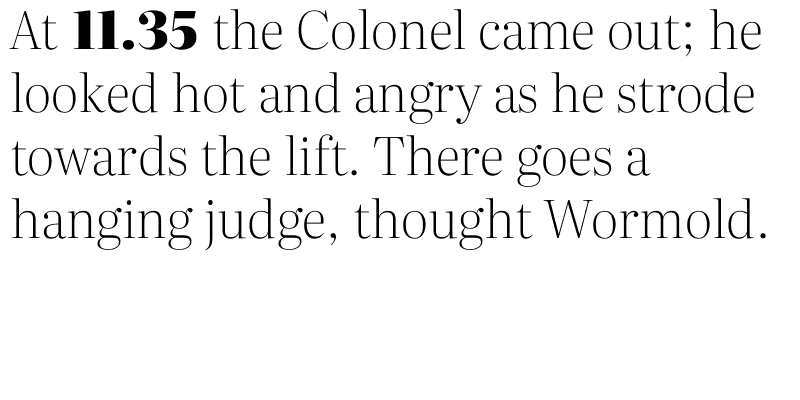 At 11.35 the Colonel came out; he
looked hot and angry as he strode
towards the lift. There goes a
hanging judge, thought Wormold.